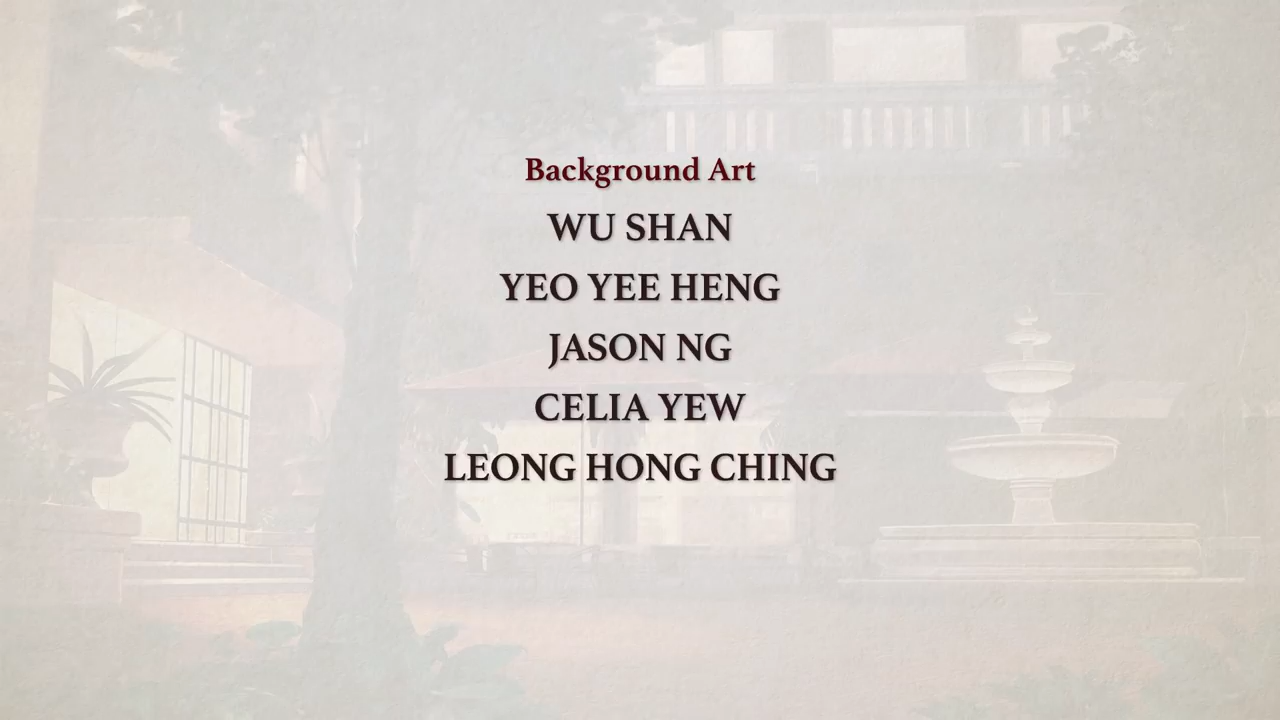 Background Art
WU SHAN
YEO YEE HENG
JASON NG
CELIA YEW
LEONG HONG CHING